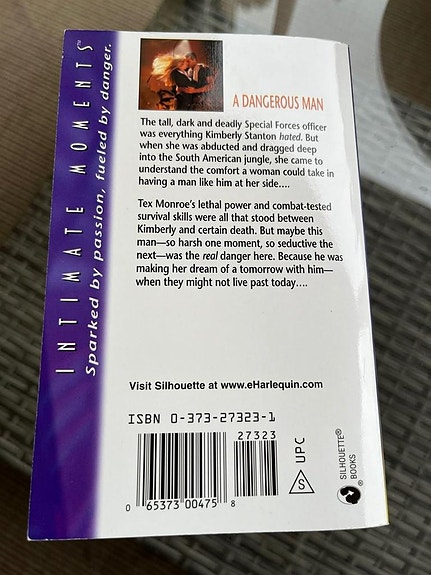 INTIMATE MOMENTS™
Sparked by passion, fueled by danger.
A DANGEROUS MAN
The tall, dark and deadly Special Forces officer
was everything Kimberly Stanton hated. But
when she was abducted and dragged deep
into the South American jungle, she came to
understand the comfort a woman could take in
having a man like him at her side....
Tex Monroe's lethal power and combat-tested
survival skills were all that stood between
Kimberly and certain death. But maybe this
man—so harsh one moment, so seductive the
next—was the real danger here. Because he was
making her dream of a tomorrow with him—
when they might not live past today....
Visit Silhouette at www.eHarlequin.com
ISBN 0-373-27323-1
27323
0 65373 00475 8
S
UPC
SILHOUETTE®
BOOKS
®